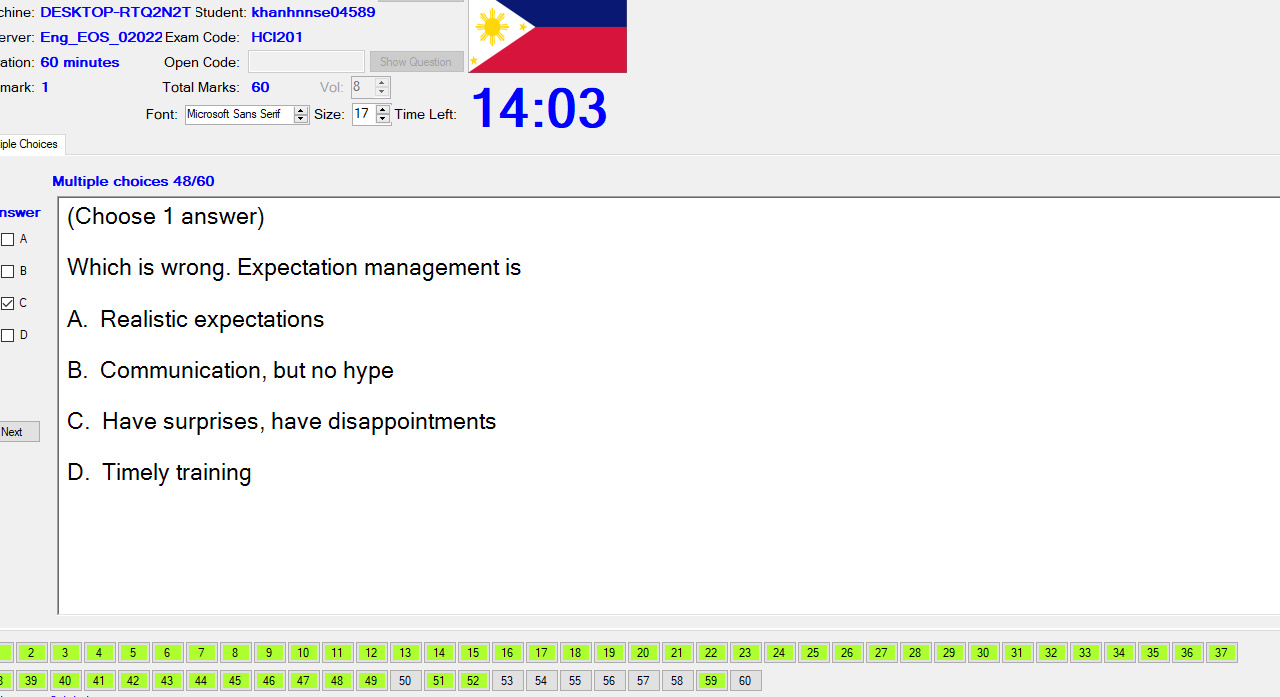 chine: DESKTOP-RTQ2N2T Student: khanhnnse04589
erver: Eng_EOS_02022 Exam Code: HCI201
ation: 60 minutes Open Code: Show Question
mark: 1 Total Marks: 60 Vol: 8
Font: Microsoft Sans Serif Size: 17 Time Left: 14:03
iple Choices
Multiple choices 48/60
nswer
(Choose 1 answer)
A
Which is wrong. Expectation management is
B
C
A. Realistic expectations
D
B. Communication, but no hype
C. Have surprises, have disappointments
Next
D. Timely training
2 3 4 5 6 7 8 9 10 11 12 13 14 15 16 17 18 19 20 21 22 23 24 25 26 27 28 29 30 31 32 33 34 35 36 37
39 40 41 42 43 44 45 46 47 48 49 50 51 52 53 54 55 56 57 58 59 60